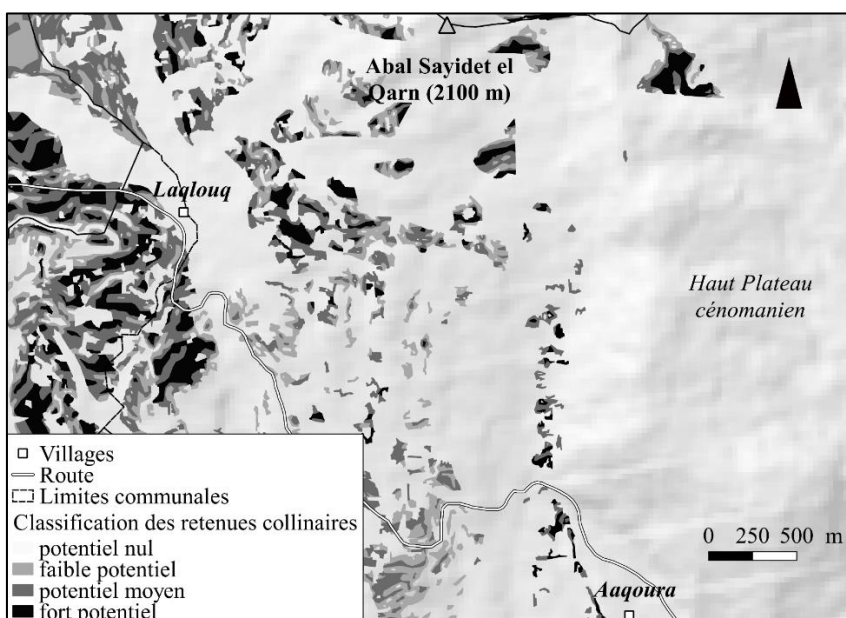 Abal Sayidet el
Qarn (2100 m)
Laqlouq
Haut Plateau
cénomanien
Villages
Route
Limites communales
Classification des retenues collinaires
potentiel nul
faible potentiel
potentiel moyen
fort potentiel
0 250 500 m
Aaqoura